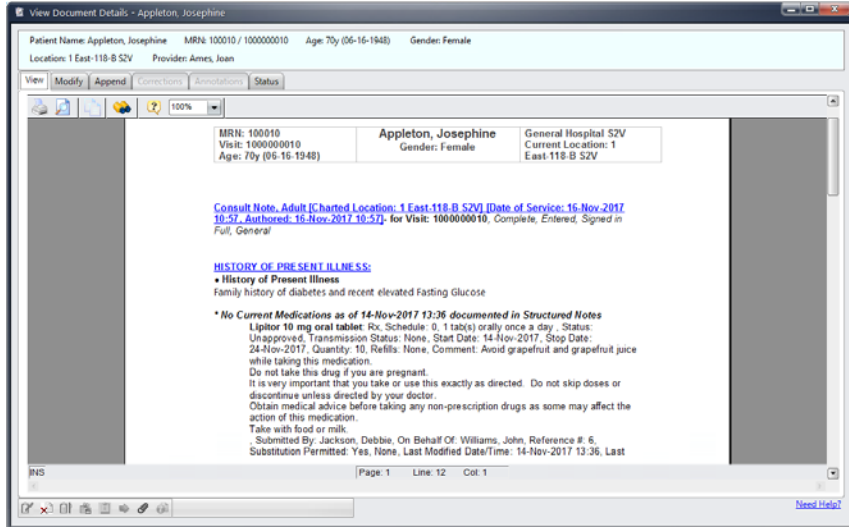 View Document Details - Appleton, Josephine
Patient Name: Appleton, Josephine MRN: 100010 / 1000000010 Age: 70y (06-16-1948) Gender: Female
Location: 1 East-118-B S2V Provider: Ames, Joan
View Modify Append Corrections Annotations Status
100%
MRN: 100010
Visit: 1000000010
Age: 70y (06-16-1948)
Appleton, Josephine
Gender: Female
General Hospital S2V
Current Location: 1
East-118-B S2V
Consult Note, Adult [Charted Location: 1 East-118-B S2V] [Date of Service: 16-Nov-2017
10:57, Authored: 16-Nov-2017 10:57]- for Visit: 1000000010, Complete, Entered, Signed in
Full, General
HISTORY OF PRESENT ILLNESS:
• History of Present Illness
Family history of diabetes and recent elevated Fasting Glucose
* No Current Medications as of 14-Nov-2017 13:36 documented in Structured Notes
Lipitor 10 mg oral tablet: Rx, Schedule: 0, 1 tab(s) orally once a day , Status:
Unapproved, Transmission Status: None, Start Date: 14-Nov-2017, Stop Date:
24-Nov-2017, Quantity: 10, Refills: None, Comment: Avoid grapefruit and grapefruit juice
while taking this medication.
Do not take this drug if you are pregnant.
It is very important that you take or use this exactly as directed. Do not skip doses or
discontinue unless directed by your doctor.
Obtain medical advice before taking any non-prescription drugs as some may affect the
action of this medication.
Take with food or milk.
, Submitted By: Jackson, Debbie, On Behalf Of: Williams, John, Reference #: 6,
Substitution Permitted: Yes, None, Last Modified Date/Time: 14-Nov-2017 13:36, Last
INS Page: 1 Line: 12 Col: 1
Need Help?